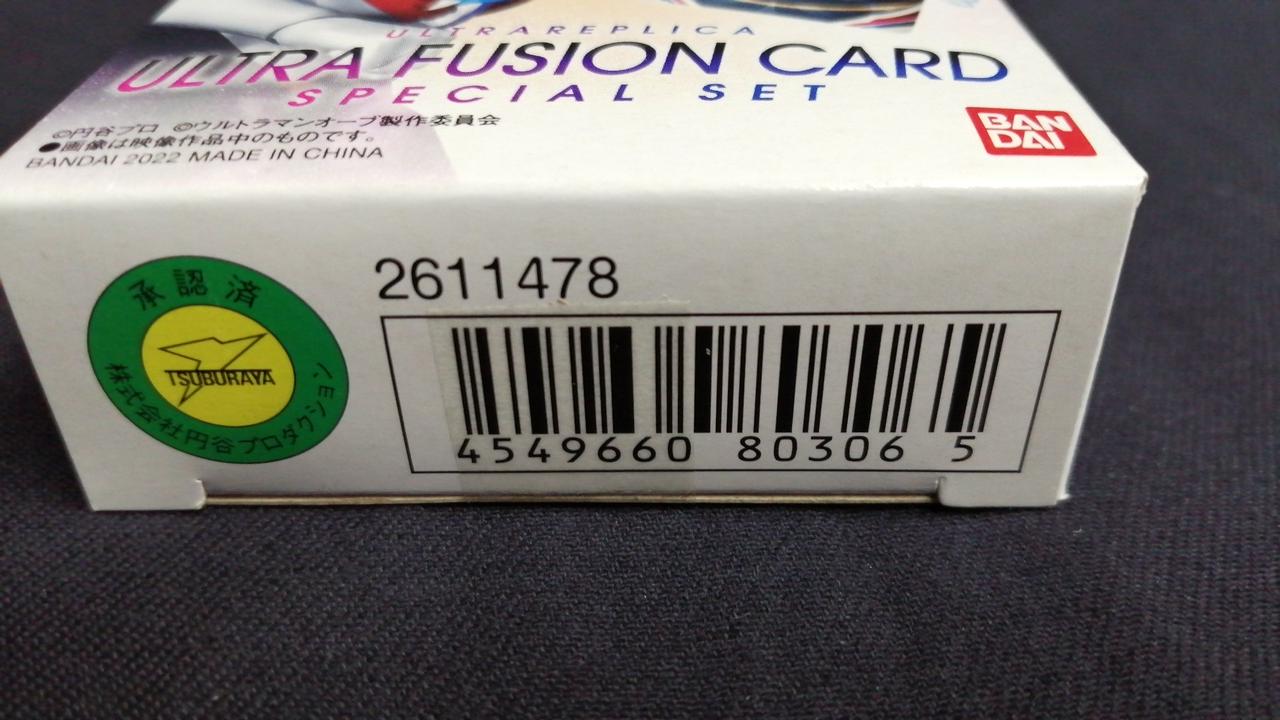 ULTRAREPLICA
ULTRA FUSION CARD
SPECIAL SET
©円谷プロ ©ウルトラマンオーブ製作委員会
●画像は映像作品中のものです。
BANDAI 2022 MADE IN CHINA
BAN
DAI
承認済
TSUBURAYA
株式会社円谷プロダクション
2611478
4549660 80306 5